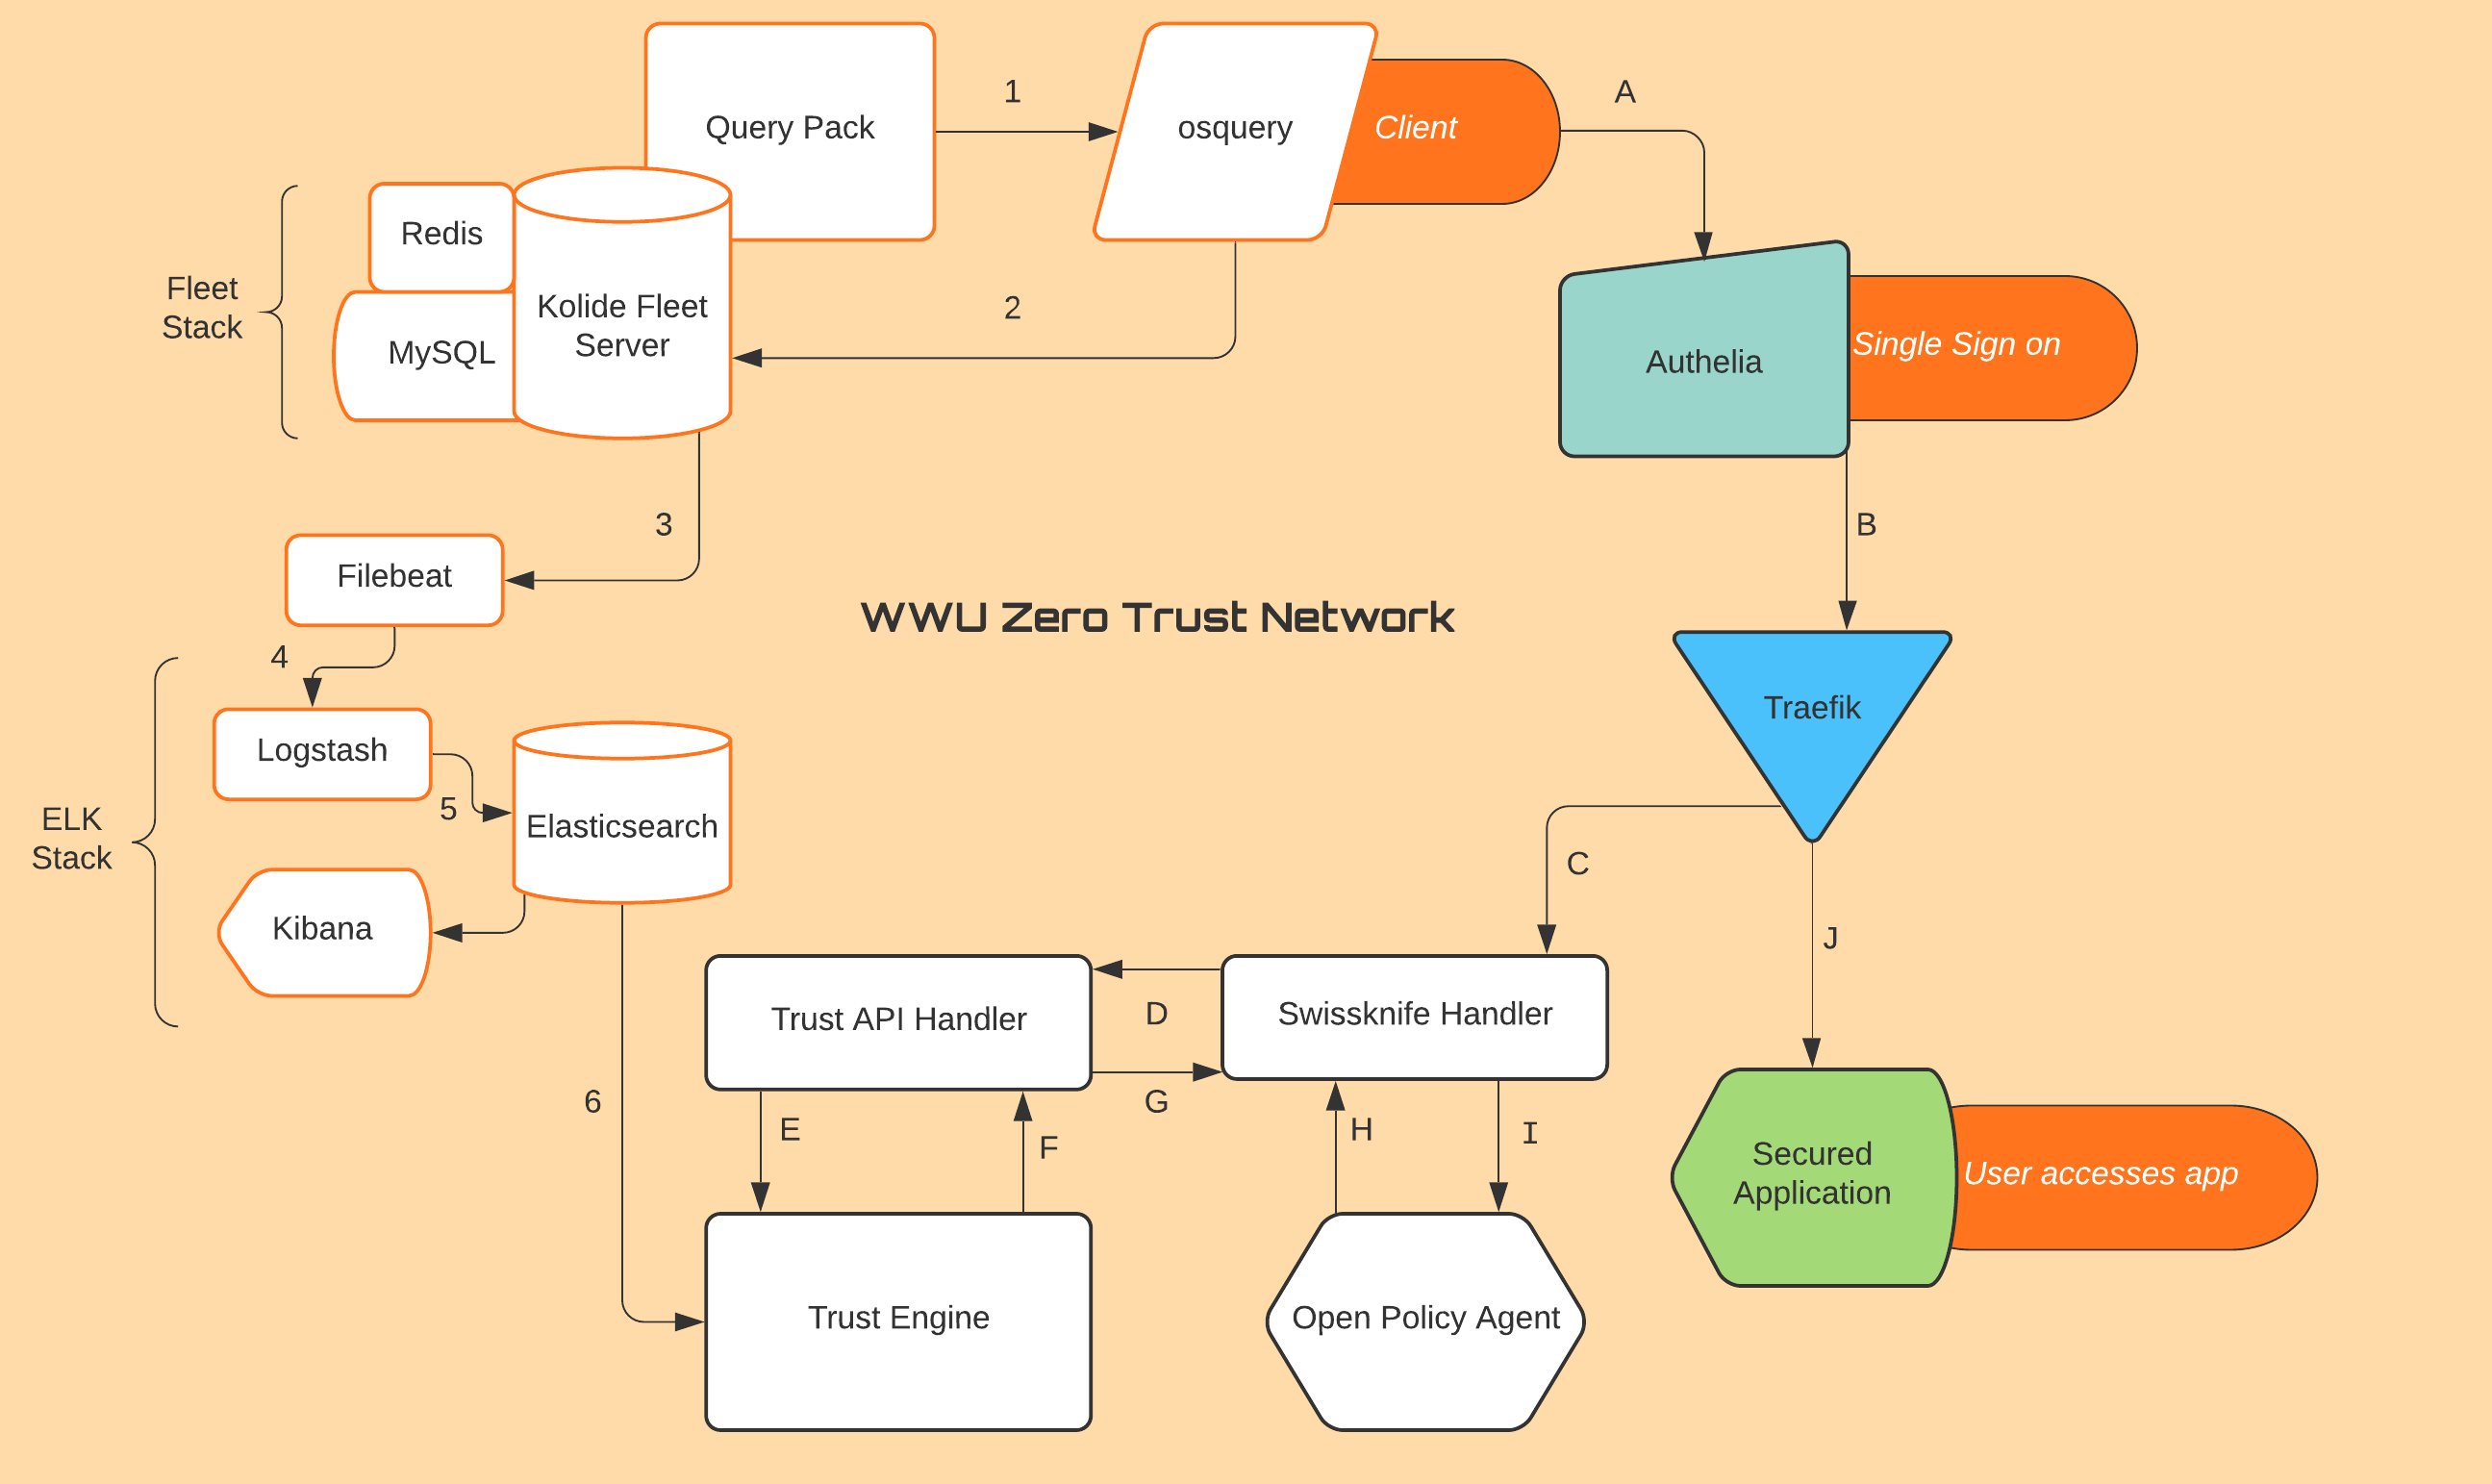 Query Pack
1
osquery
Client
A
Redis
Fleet
Stack
MySQL
Kolide Fleet
Server
2
Authelia
Single Sign on
3
B
Filebeat
WWU Zero Trust Network
4
Traefik
Logstash
5
Elasticsearch
ELK
Stack
Kibana
C
J
Trust API Handler
D
Swissknife Handler
6
E
F
G
H
I
Secured
Application
User accesses app
Trust Engine
Open Policy Agent